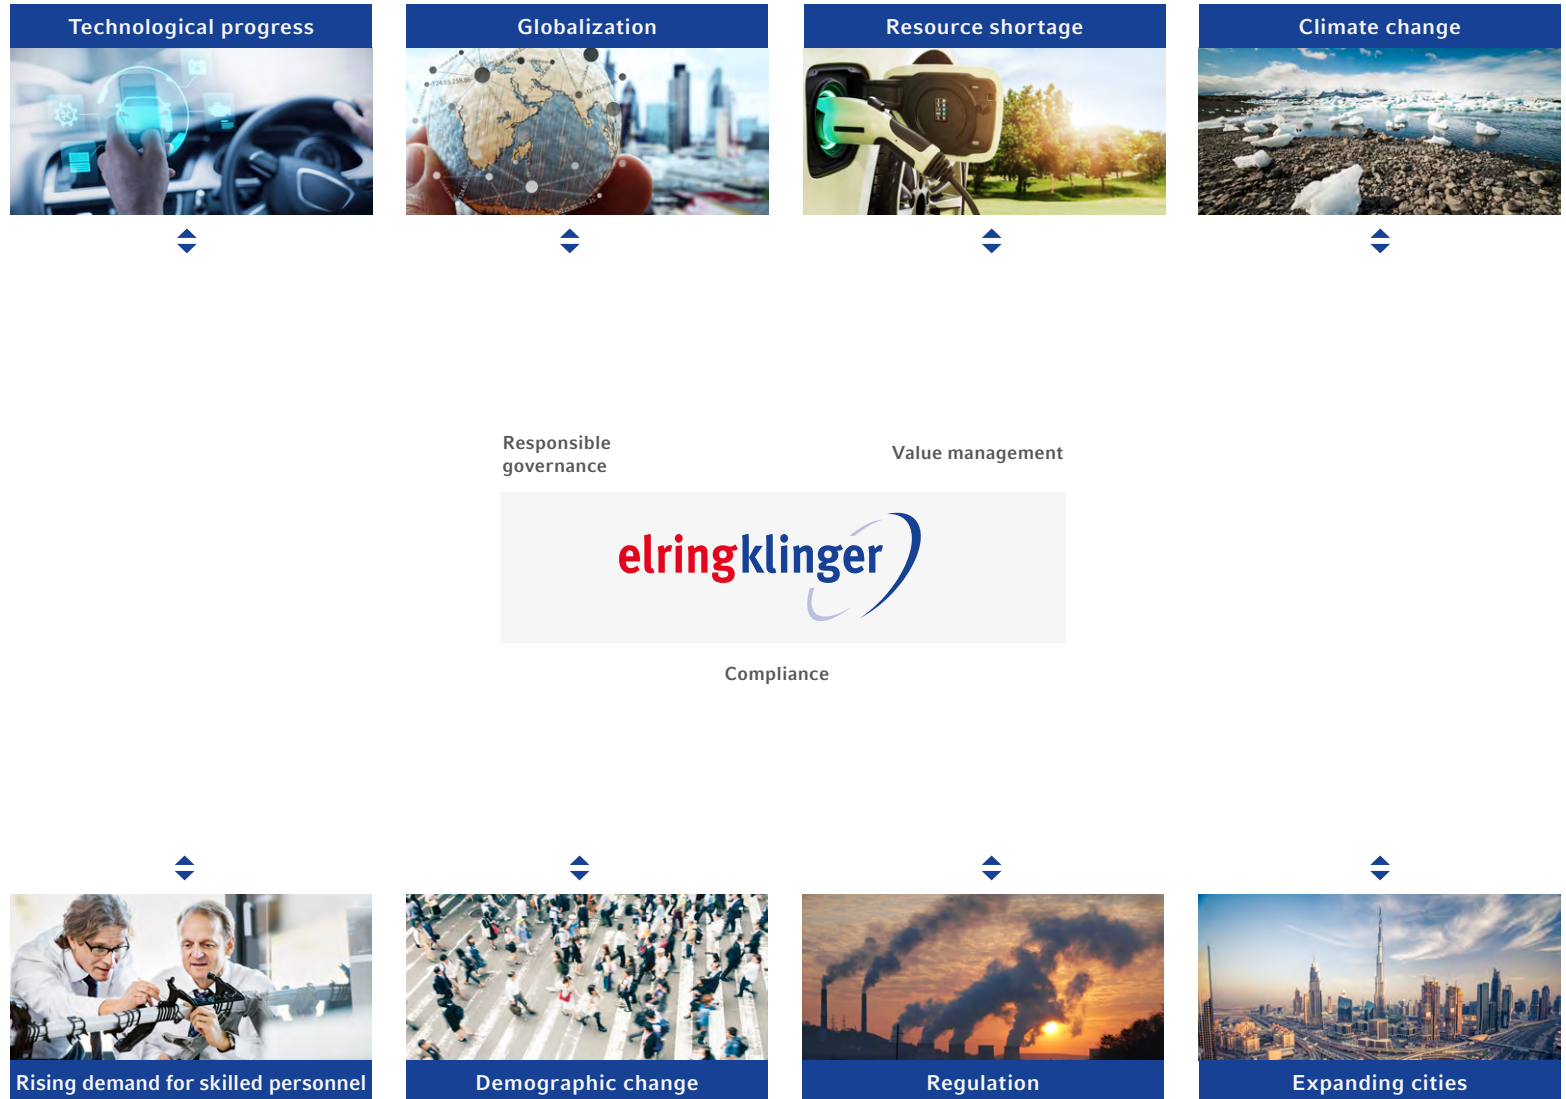 Technological progress
Globalization
Resource shortage
Climate change
Responsible
governance
Value management
elringklinger
Compliance
Rising demand for skilled personnel
Demographic change
Regulation
Expanding cities